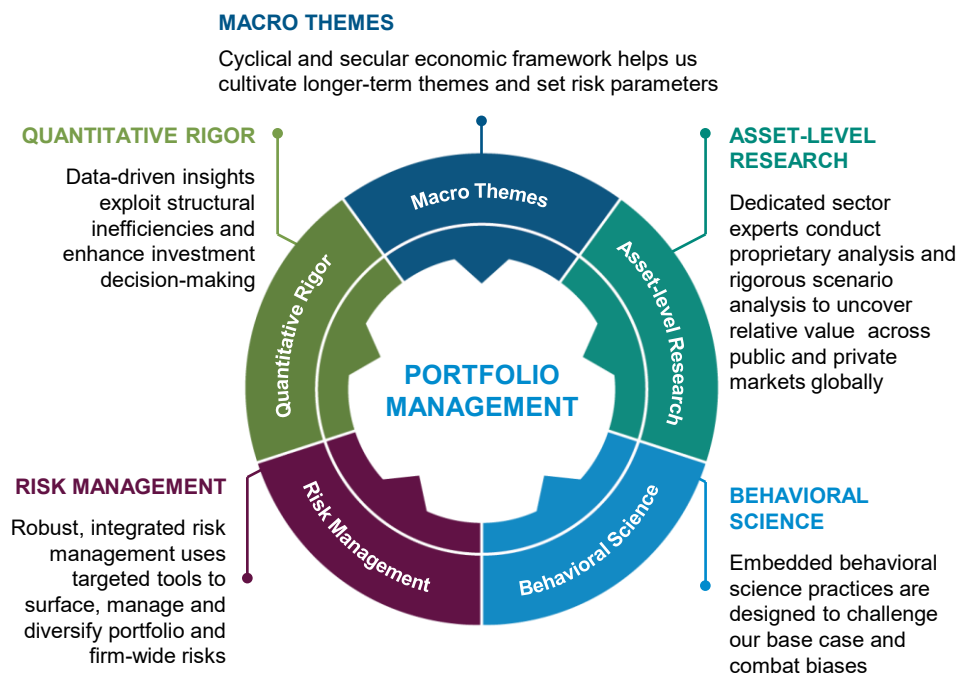 MACRO THEMES
Cyclical and secular economic framework helps us
cultivate longer-term themes and set risk parameters
QUANTITATIVE RIGOR
Data-driven insights
exploit structural
inefficiencies and
enhance investment
decision-making
ASSET-LEVEL
RESEARCH
Dedicated sector
experts conduct
proprietary analysis and
rigorous scenario
analysis to uncover
relative value across
public and private
markets globally
Macro Themes
Quantitative Rigor
Asset-level Research
PORTFOLIO
MANAGEMENT
Risk Management
Behavioral Science
RISK MANAGEMENT
Robust, integrated risk
management uses
targeted tools to
surface, manage and
diversify portfolio and
firm-wide risks
BEHAVIORAL
SCIENCE
Embedded behavioral
science practices are
designed to challenge
our base case and
combat biases